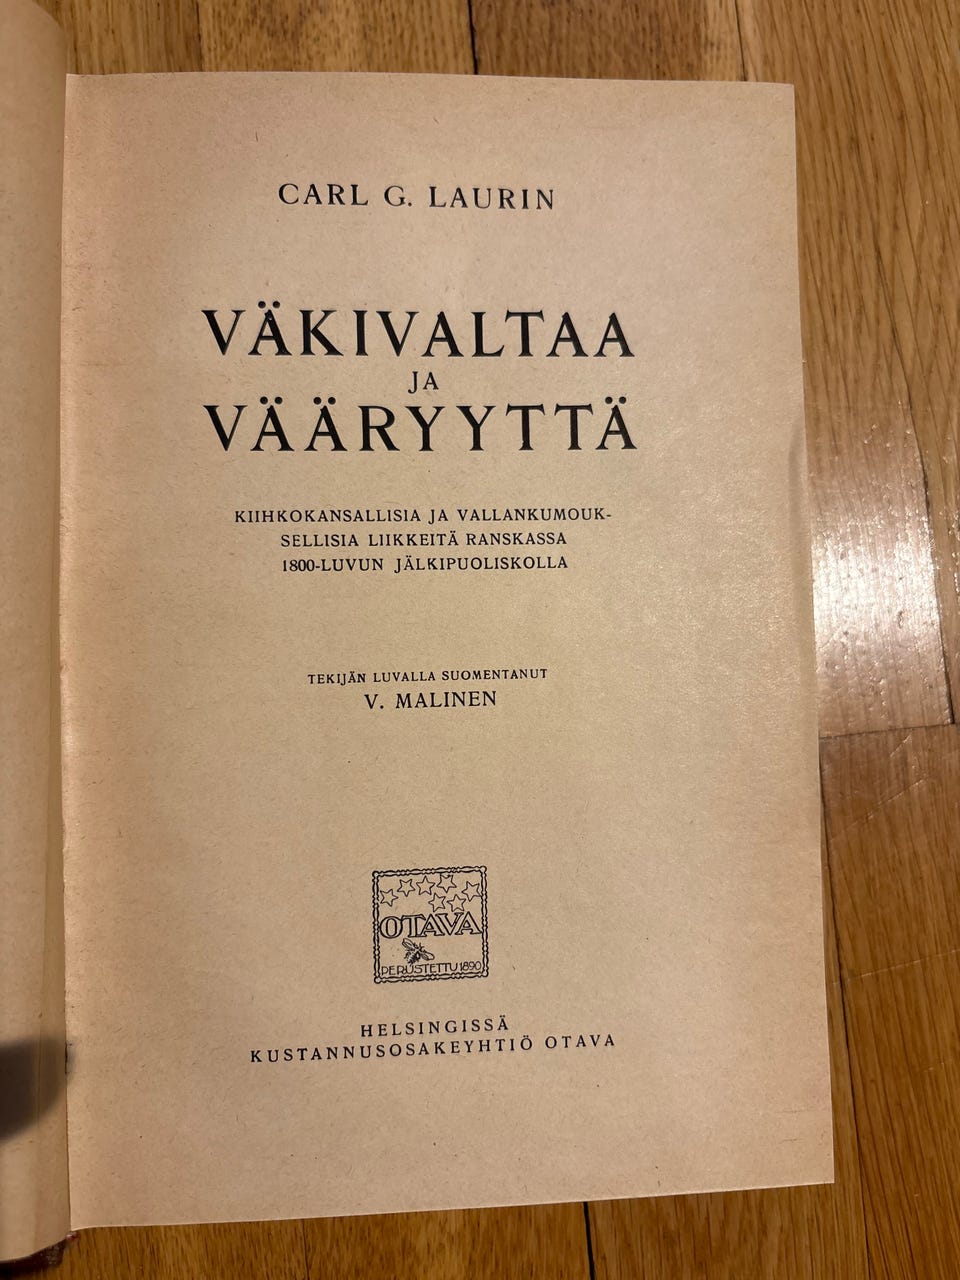 CARL G. LAURIN
VÄKIVALTAA
JA
VÄÄRYYTTÄ
KIIHKOKANSALLISIA JA VALLANKUMOUK-
SELLISIA LIIKKEITÄ RANSKASSA
1800-LUVUN JÄLKIPUOLISKOLLA
TEKIJÄN LUVALLA SUOMENTANUT
V. MALINEN
OTAVA
PERUSTETTU 1890
HELSINGISSÄ
KUSTANNUSOSAKEYHTIÖ OTAVA